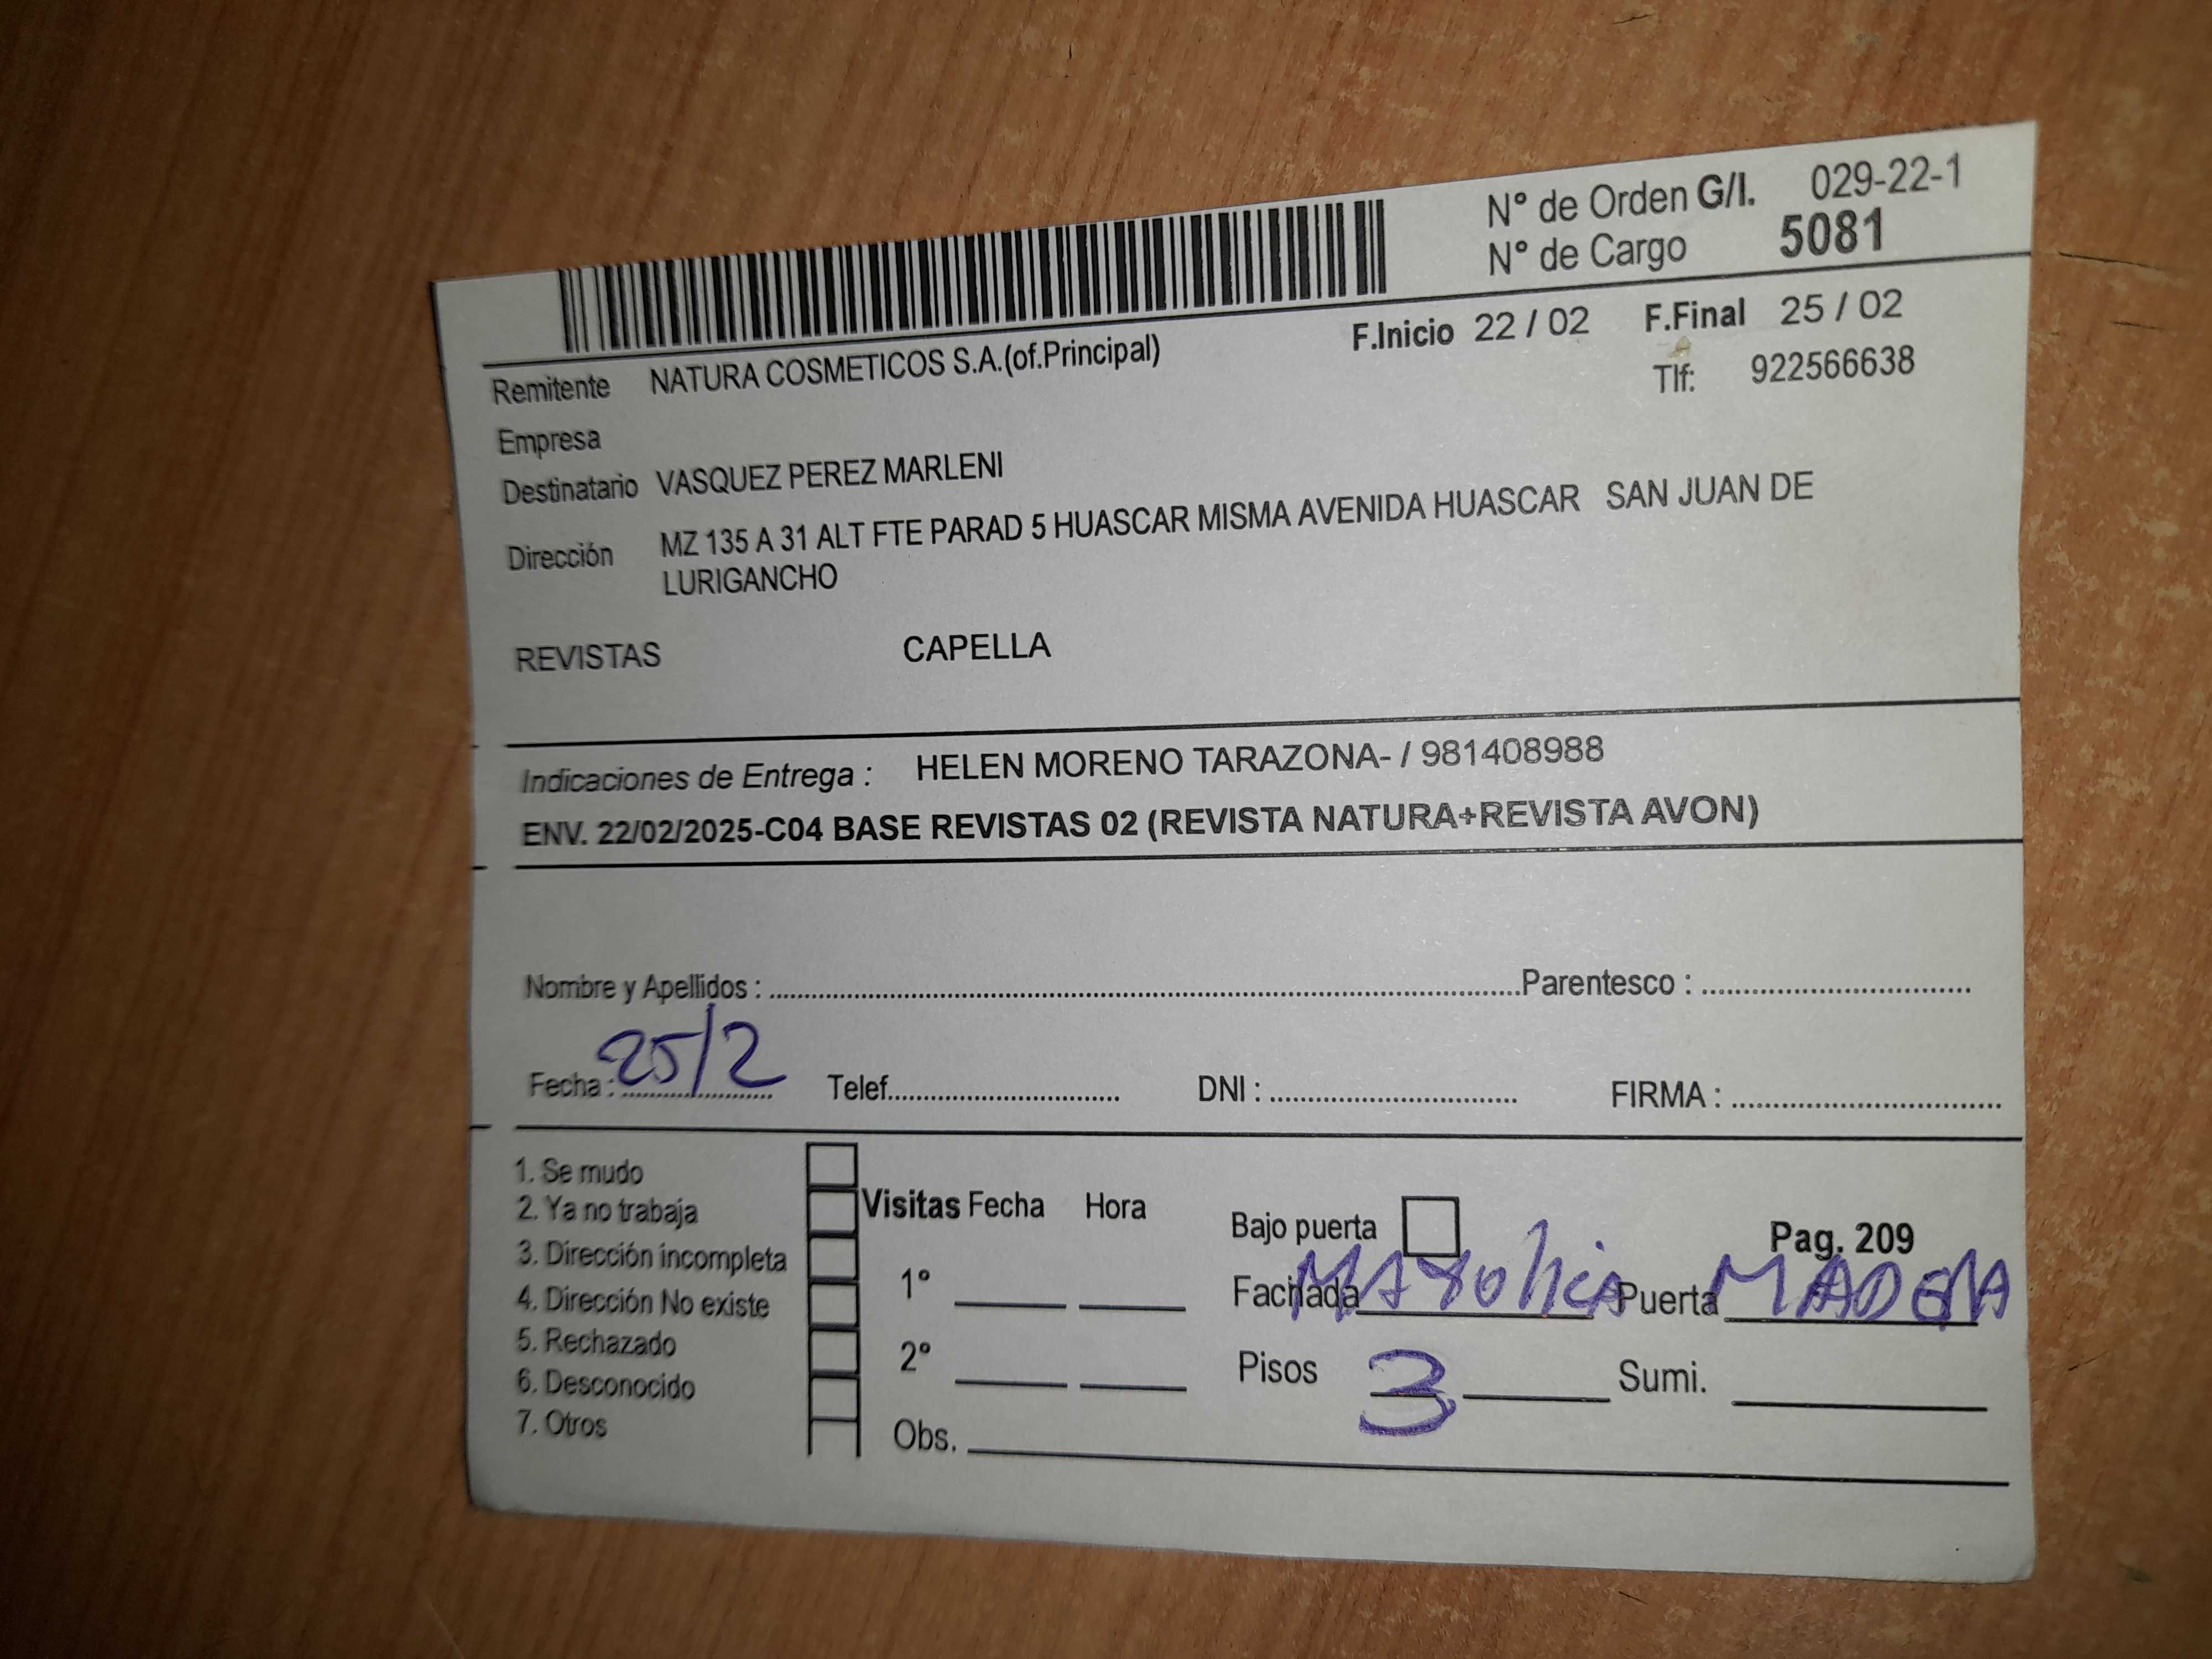 N° de Orden G/I. 029-22-1
N° de Cargo 5081
F.Inicio 22 / 02 F.Final 25 / 02
Remitente NATURA COSMETICOS S.A.(of.Principal) Tlf: 922566638
Empresa
Destinatario VASQUEZ PEREZ MARLENI
Dirección MZ 135 A 31 ALT FTE PARAD 5 HUASCAR MISMA AVENIDA HUASCAR SAN JUAN DE
LURIGANCHO
REVISTAS CAPELLA
Indicaciones de Entrega : HELEN MORENO TARAZONA- / 981408988
ENV. 22/02/2025-C04 BASE REVISTAS 02 (REVISTA NATURA+REVISTA AVON)
Nombre y Apellidos : Parentesco :
Fecha : 25/2 Telef. DNI : FIRMA :
1. Se mudo
2. Ya no trabaja
3. Dirección incompleta
4. Dirección No existe
5. Rechazado
6. Desconocido
7. Otros
Visitas Fecha Hora
1°
2°
Obs.
Bajo puerta Pag. 209
Fachada MAYOlicA Puerta MADERA
Pisos 3 Sumi.